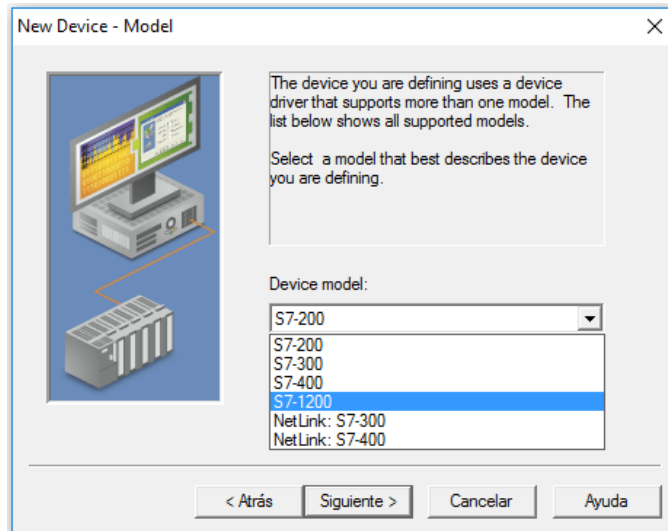 New Device - Model
The device you are defining uses a device
driver that supports more than one model. The
list below shows all supported models.
Select a model that best describes the device
you are defining.
Device model:
S7-200
S7-200
S7-300
S7-400
S7-1200
NetLink: S7-300
NetLink: S7-400
< Atrás
Siguiente >
Cancelar
Ayuda